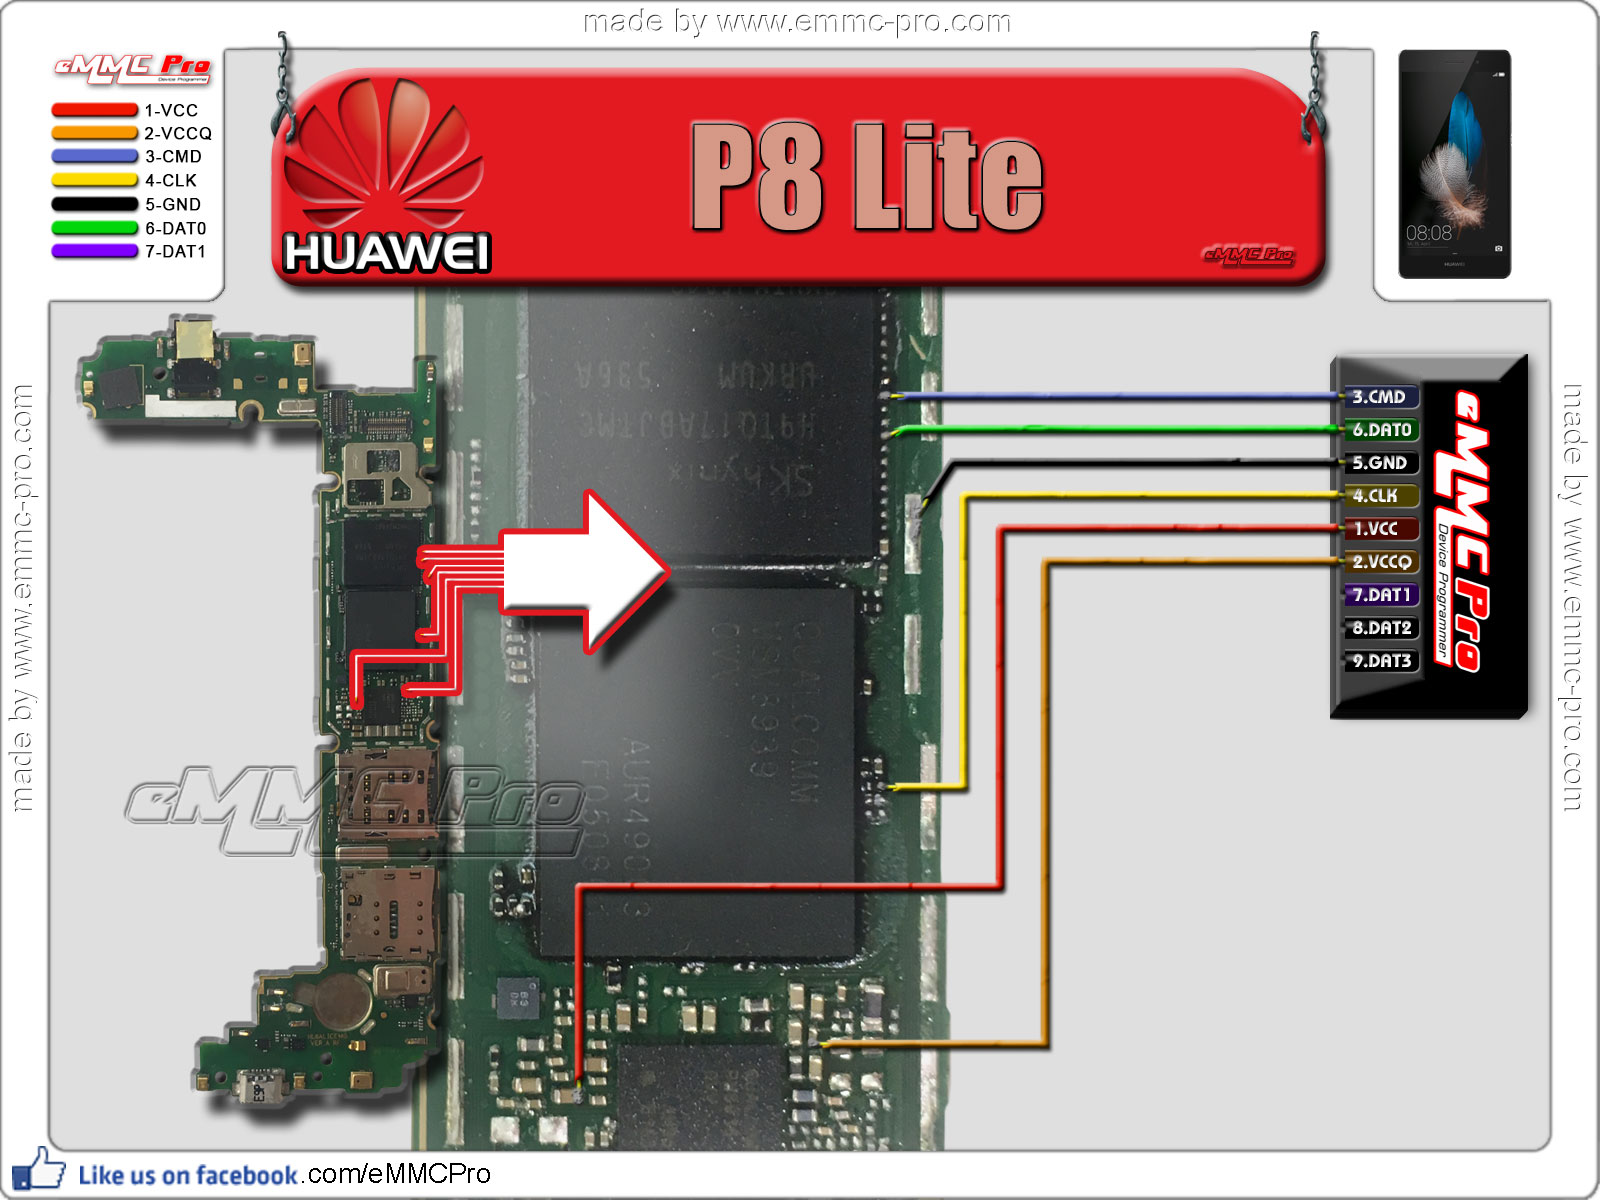 made by www.emmc-pro.com
eMMC Pro
Device Programmer
1-VCC
2-VCCQ
3-CMD
4-CLK
5-GND
6-DAT0
7-DAT1
HUAWEI
P8 Lite
eMMC Pro
08:08
HUAWEI
536A
H9TQ17ABJTMC
SKhynix
3.CMD
6.DAT0
5.GND
4.CLK
1.VCC
2.VCCQ
7.DAT1
8.DAT2
9.DAT3
eMMC Pro
Device Programmer
made by www.emmc-pro.com
made by www.emmc-pro.com
QUALCOMM
eMMC Pro
Like us on facebook.com/eMMCPro